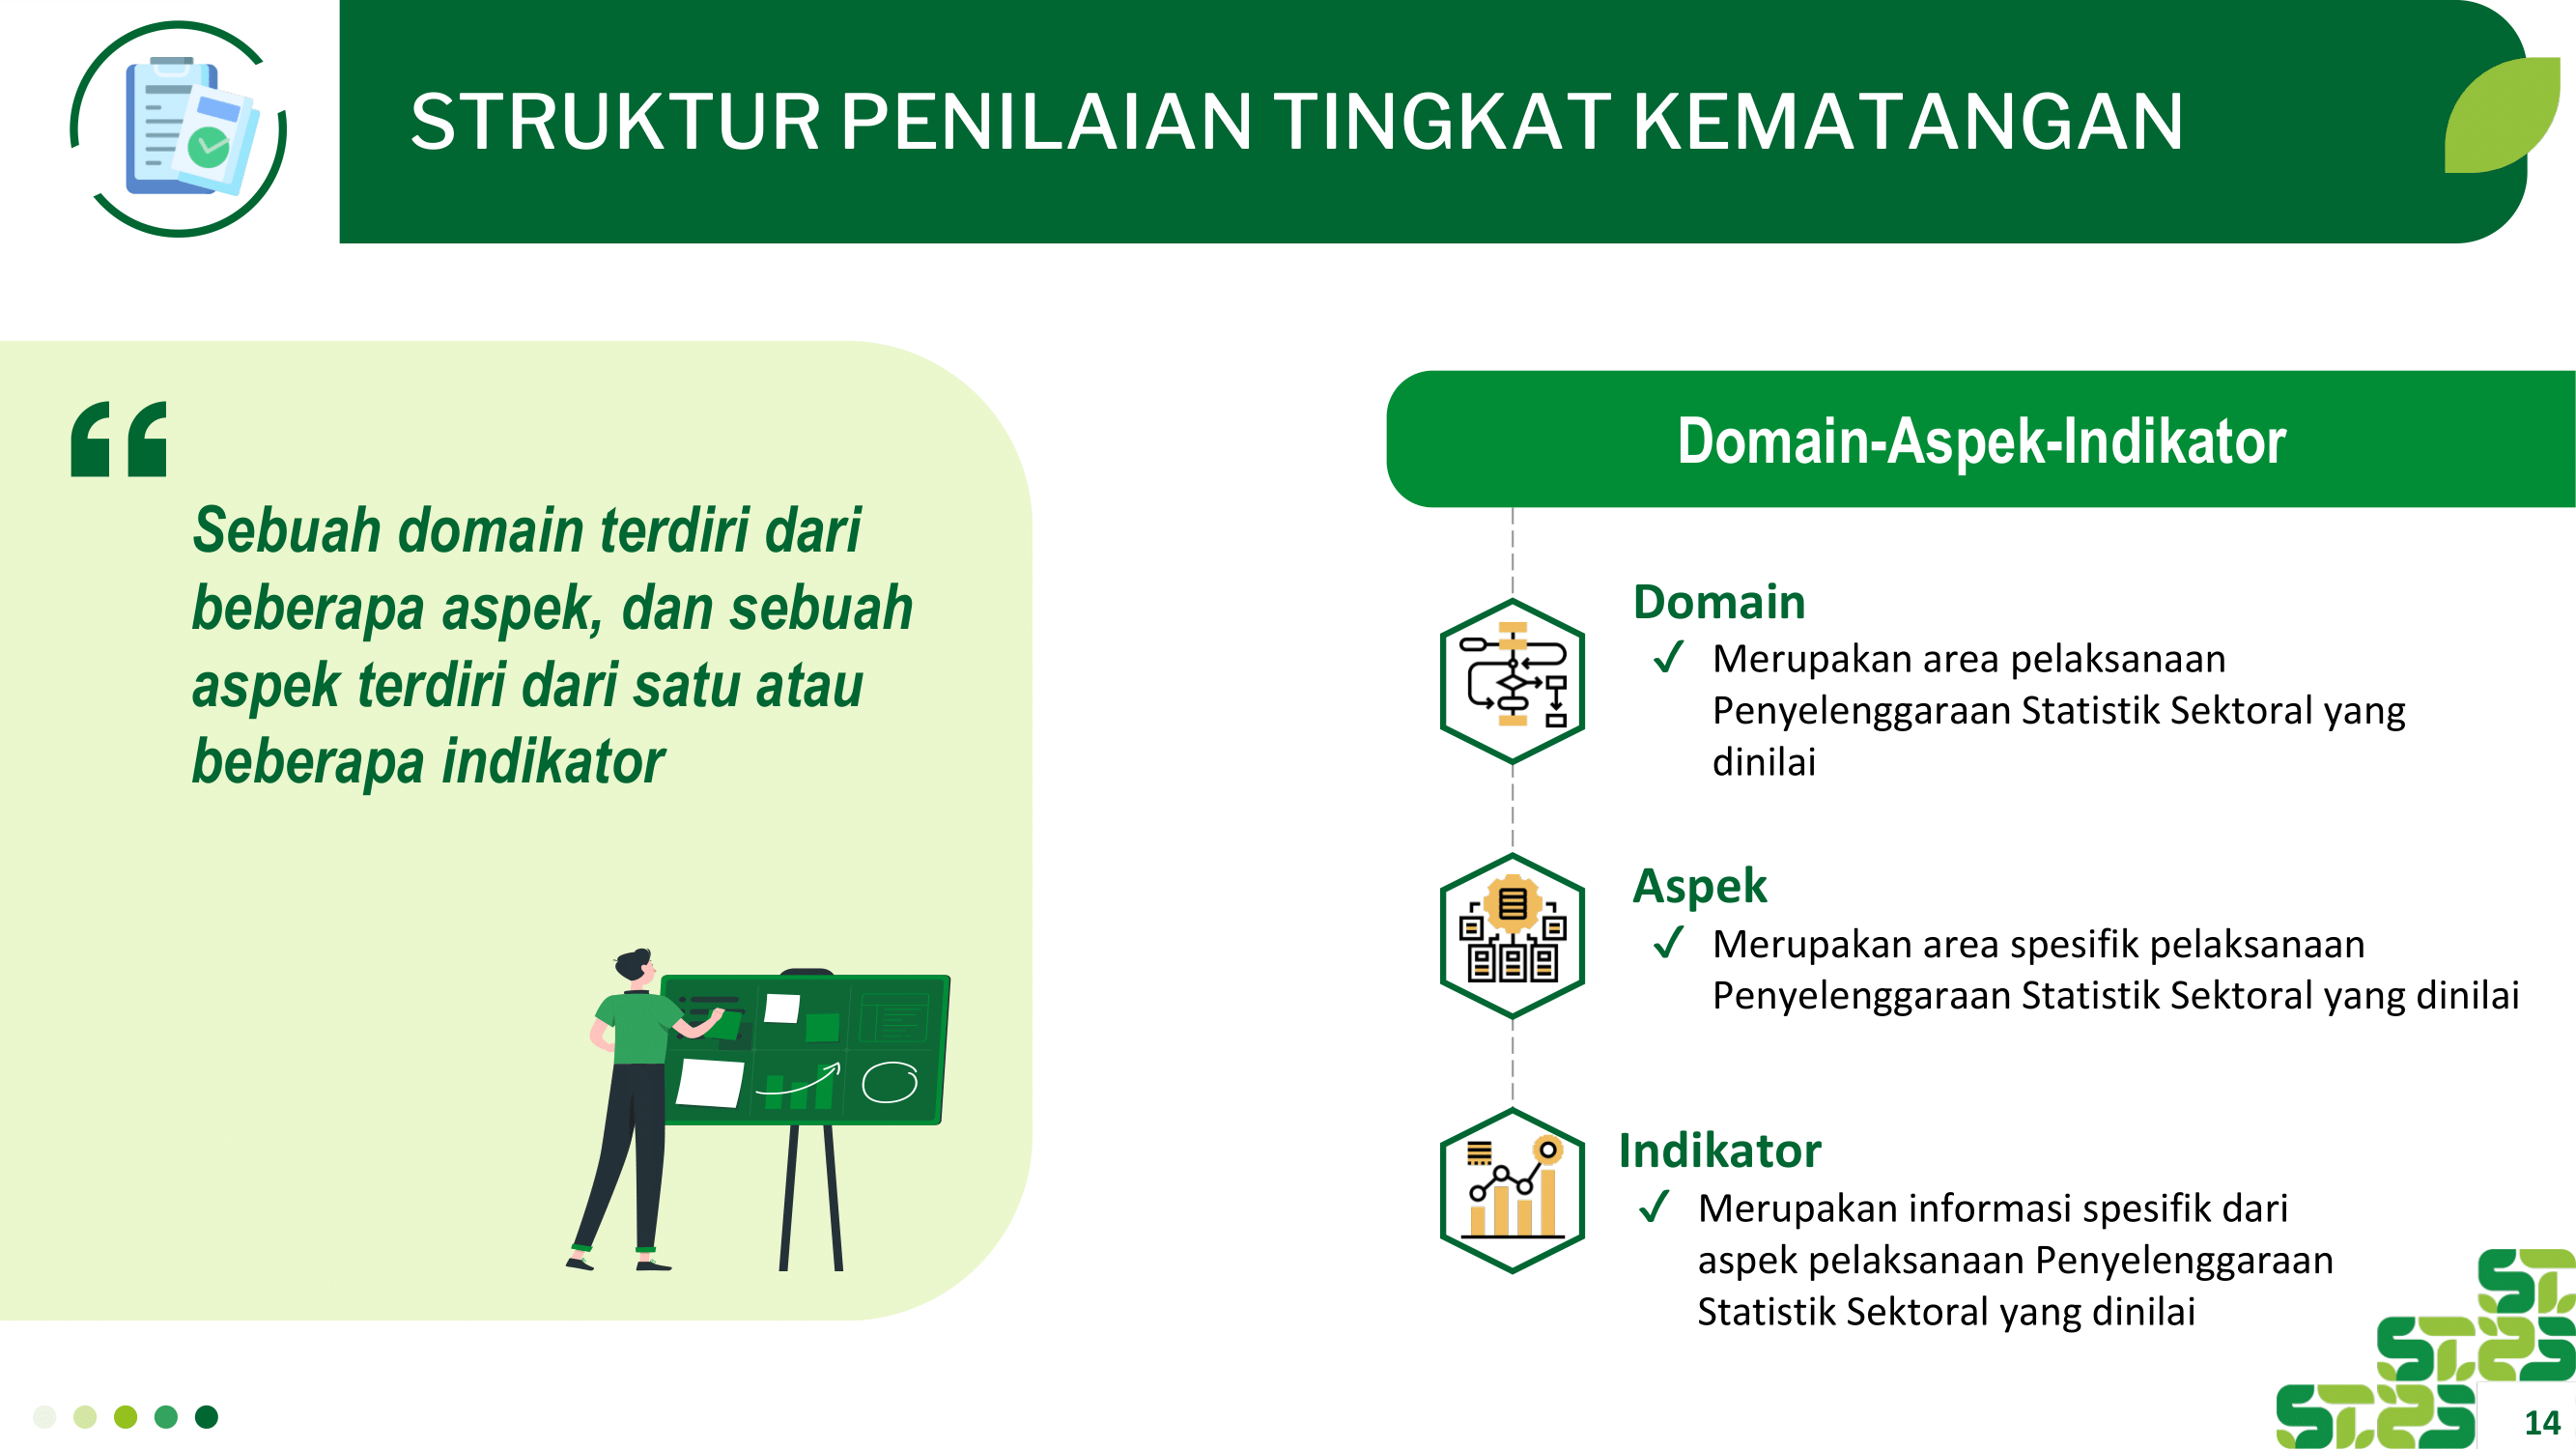 STRUKTUR PENILAIAN TINGKAT KEMATANGAN
Sebuah domain terdiri dari
beberapa aspek, dan sebuah
aspek terdiri dari satu atau
beberapa indikator
Domain-Aspek-Indikator
Domain
✓ Merupakan area pelaksanaan
Penyelenggaraan Statistik Sektoral yang
dinilai
Aspek
✓ Merupakan area spesifik pelaksanaan
Penyelenggaraan Statistik Sektoral yang dinilai
Indikator
✓ Merupakan informasi spesifik dari
aspek pelaksanaan Penyelenggaraan
Statistik Sektoral yang dinilai
14